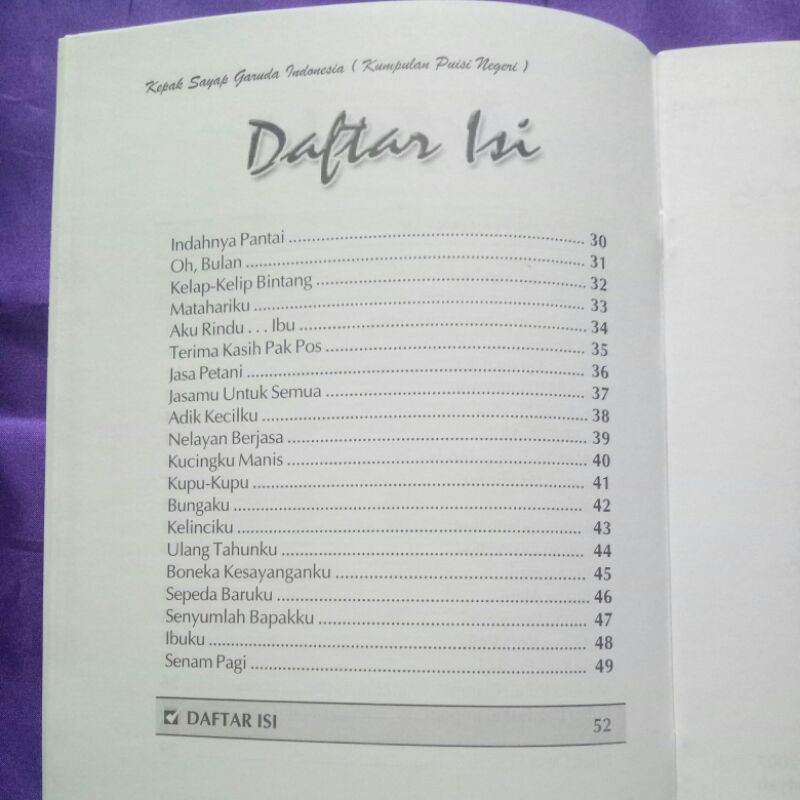 Kepak Sayap Garuda Indonesia ( Kumpulan Puisi Negeri )
Daftar Isi
Indahnya Pantai ................................................................ 30
Oh, Bulan ................................................................ 31
Kelap-Kelip Bintang ................................................................ 32
Matahariku ................................................................ 33
Aku Rindu . . . Ibu ................................................................ 34
Terima Kasih Pak Pos ................................................................ 35
Jasa Petani ................................................................ 36
Jasamu Untuk Semua ................................................................ 37
Adik Kecilku ................................................................ 38
Nelayan Berjasa ................................................................ 39
Kucingku Manis ................................................................ 40
Kupu-Kupu ................................................................ 41
Bungaku ................................................................ 42
Kelinciku ................................................................ 43
Ulang Tahunku ................................................................ 44
Boneka Kesayanganku ................................................................ 45
Sepeda Baruku ................................................................ 46
Senyumlah Bapakku ................................................................ 47
Ibuku ................................................................ 48
Senam Pagi ................................................................ 49
DAFTAR ISI 52